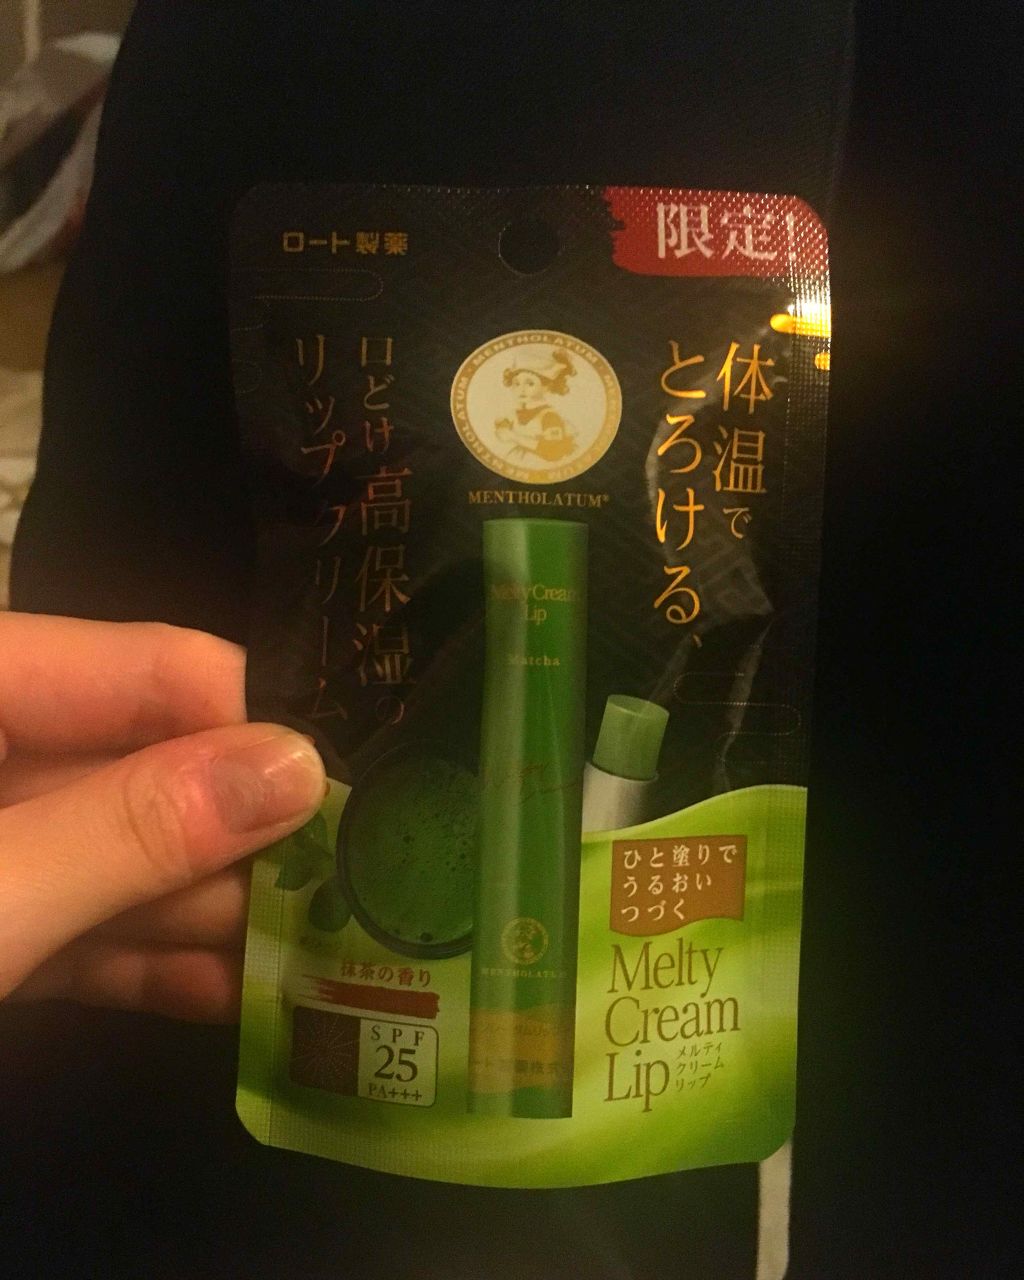 ロート製薬
限定!
体温で
とろける、
口どけ高保湿の
リップクリーム
MENTHOLATUM
MENTHOLATUM®
Melty Cream
Lip
Matcha
MENTHOLATUM
ひと塗りで
うるおい
つづく
Melty
Cream
Lip
メルティ
クリーム
リップ
抹茶の香り
SPF
25
PA+++